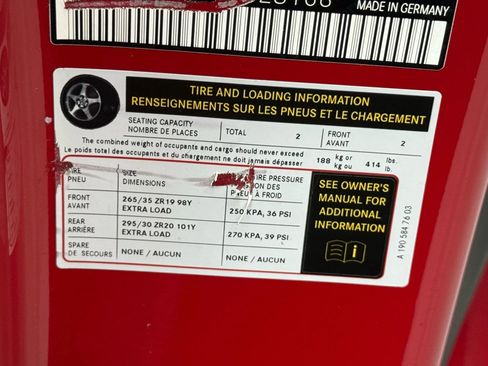 MADE IN GERMANY
TIRE AND LOADING INFORMATION
RENSEIGNEMENTS SUR LES PNEUS ET LE CHARGEMENT
SEATING CAPACITY
NOMBRE DE PLACES
TOTAL 2
FRONT
AVANT 2
The combined weight of occupants and cargo should never exceed
Le poids total des occupants et du chargement ne doit jamais dépasser
188 kg or
kg ou
414 lbs.
lb.
PNEU
SIZE
DIMENSIONS
PRESSURE
À FROID
FRONT
AVANT
265/35 ZR19 98Y
EXTRA LOAD
250 KPA, 36 PSI
REAR
ARRIÈRE
295/30 ZR20 101Y
EXTRA LOAD
270 KPA, 39 PSI
SPARE
DE SECOURS
NONE / AUCUN
NONE / AUCUN
SEE OWNER'S
MANUAL FOR
ADDITIONAL
INFORMATION
A 190 584 76 03